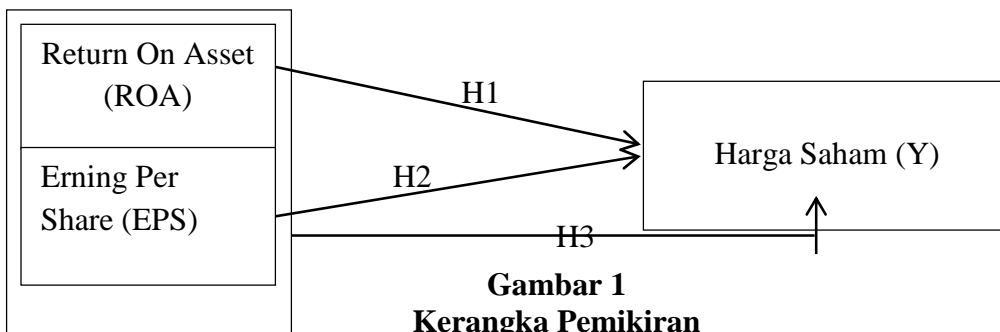 Return On Asset
(ROA)
H1
Erning Per
Share (EPS)
H2
Harga Saham (Y)
H3
Gambar 1
Kerangka Pemikiran